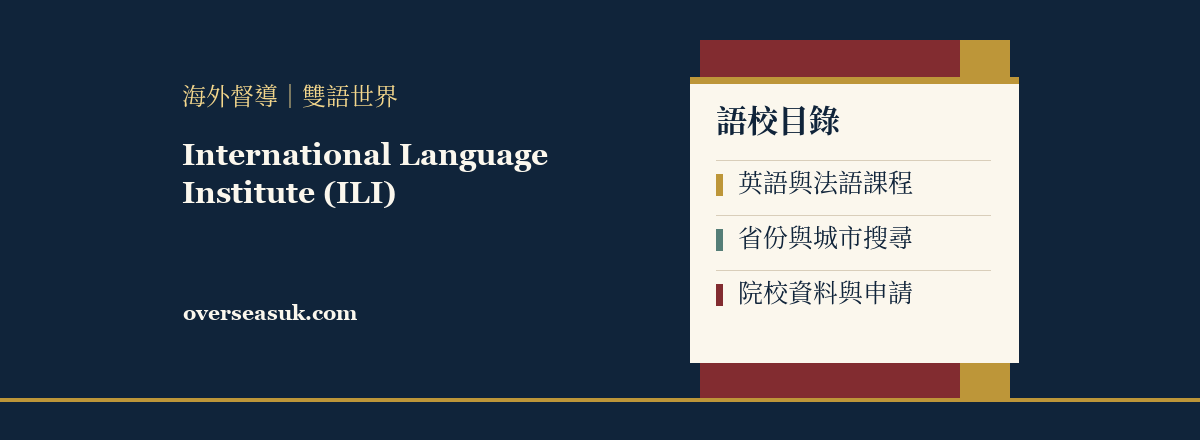 海外督導｜雙語世界
International Language
Institute (ILI)
overseasuk.com
語校目錄
英語與法語課程
省份與城市搜尋
院校資料與申請